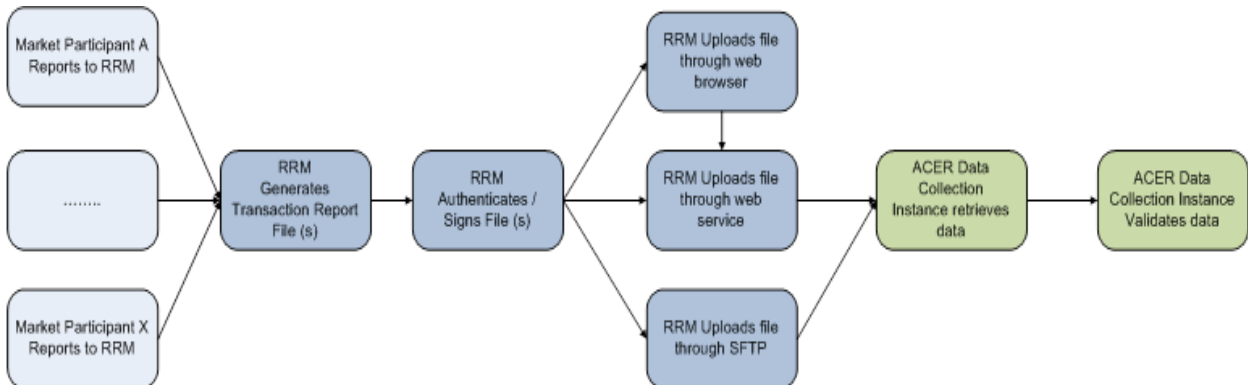 Market Participant A
Reports to RRM
........
Market Participant X
Reports to RRM
RRM
Generates
Transaction Report
File (s)
RRM
Authenticates /
Signs File (s)
RRM Uploads file
through web
browser
RRM Uploads file
through web
service
RRM Uploads file
through SFTP
ACER Data
Collection
Instance retrieves
data
ACER Data
Collection Instance
Validates data